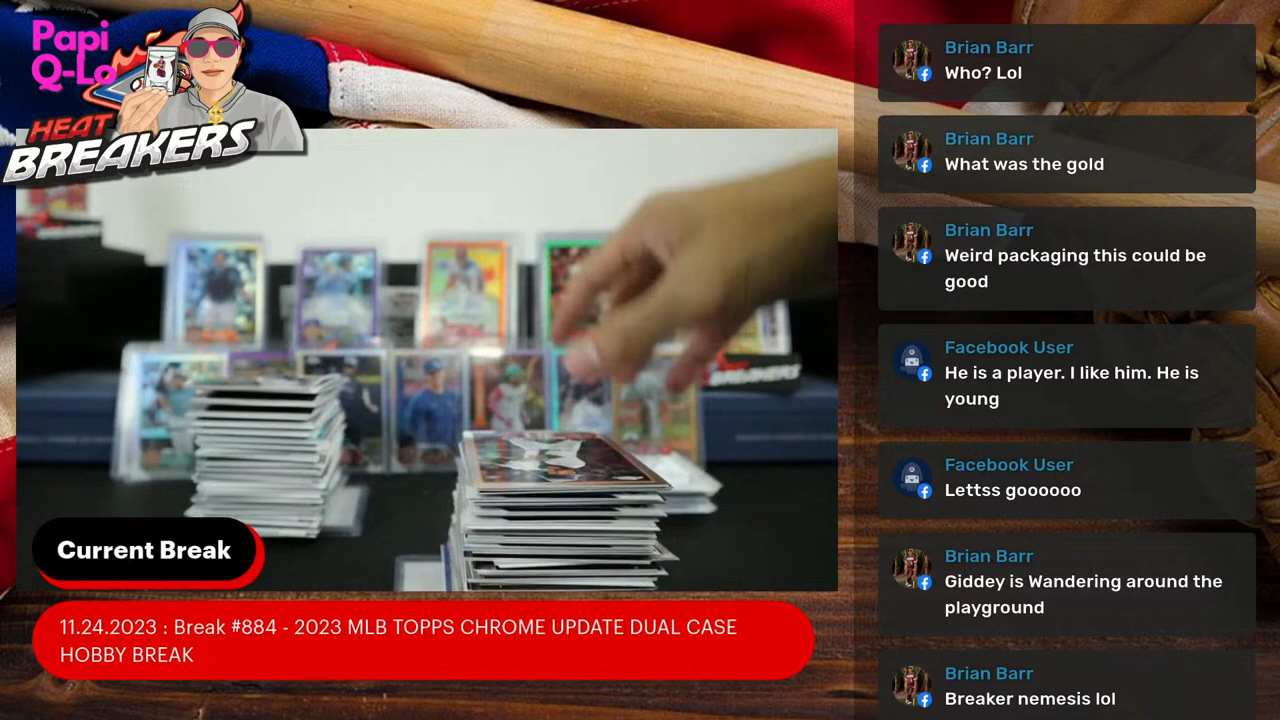 Papi
Q-Lo
HEAT
BREAKERS
BREAKERS
Current Break
11.24.2023 : Break #884 - 2023 MLB TOPPS CHROME UPDATE DUAL CASE
HOBBY BREAK
Brian Barr
Who? Lol
Brian Barr
What was the gold
Brian Barr
Weird packaging this could be
good
Facebook User
He is a player. I like him. He is
young
Facebook User
Lettss goooooo
Brian Barr
Giddey is Wandering around the
playground
Brian Barr
Breaker nemesis lol